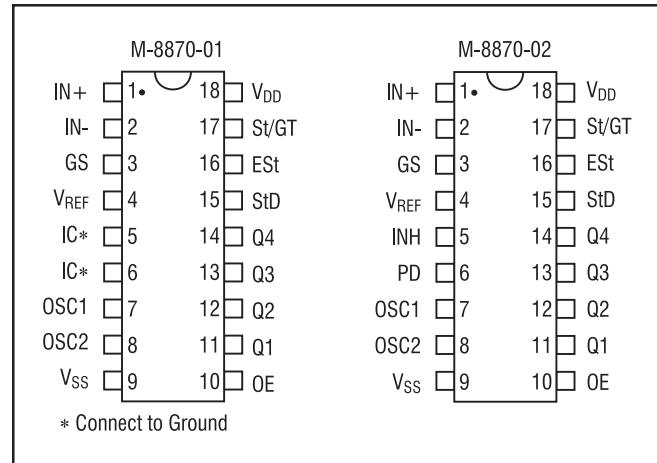 M-8870-01
IN+ 1 18 VDD
IN- 2 17 St/GT
GS 3 16 ESt
VREF 4 15 StD
IC* 5 14 Q4
IC* 6 13 Q3
OSC1 7 12 Q2
OSC2 8 11 Q1
VSS 9 10 OE
* Connect to Ground
M-8870-02
IN+ 1 18 VDD
IN- 2 17 St/GT
GS 3 16 ESt
VREF 4 15 StD
INH 5 14 Q4
PD 6 13 Q3
OSC1 7 12 Q2
OSC2 8 11 Q1
VSS 9 10 OE